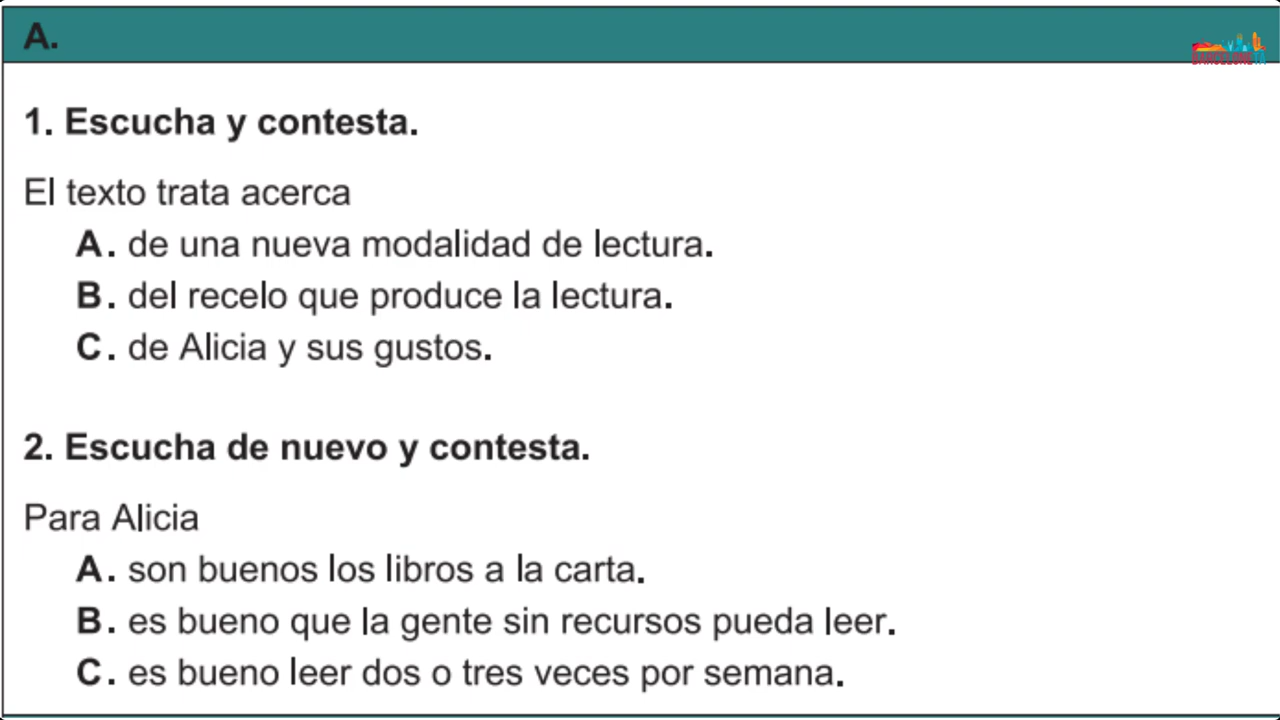 A.
BARCELONETA
1. Escucha y contesta.
El texto trata acerca
A. de una nueva modalidad de lectura.
B. del recelo que produce la lectura.
C. de Alicia y sus gustos.
2. Escucha de nuevo y contesta.
Para Alicia
A. son buenos los libros a la carta.
B. es bueno que la gente sin recursos pueda leer.
C. es bueno leer dos o tres veces por semana.